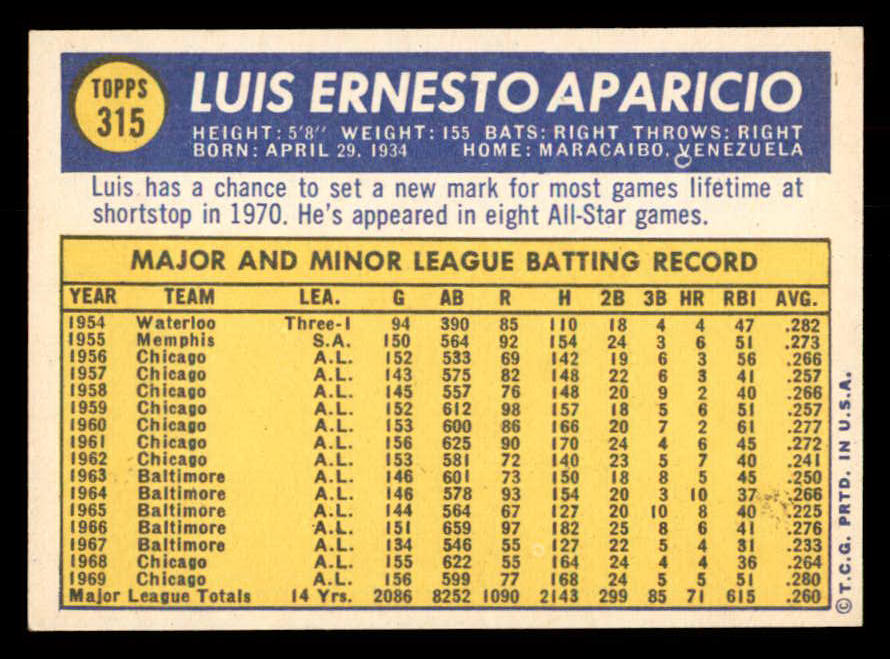 TOPPS
315
LUIS ERNESTO APARICIO
HEIGHT: 5'8" WEIGHT: 155 BATS: RIGHT THROWS: RIGHT
BORN: APRIL 29, 1934 HOME: MARACAIBO, VENEZUELA
Luis has a chance to set a new mark for most games lifetime at
shortstop in 1970. He's appeared in eight All-Star games.
MAJOR AND MINOR LEAGUE BATTING RECORD
YEAR TEAM LEA. G AB R H 2B 3B HR RBI AVG.
1954 Waterloo Three-I 94 390 85 110 18 4 4 47 .282
1955 Memphis S.A. 150 564 92 154 24 3 6 51 .273
1956 Chicago A.L. 152 533 69 142 19 6 3 56 .266
1957 Chicago A.L. 143 575 82 148 22 6 3 41 .257
1958 Chicago A.L. 145 557 76 148 20 9 2 40 .266
1959 Chicago A.L. 152 612 98 157 18 5 6 51 .257
1960 Chicago A.L. 153 600 86 166 20 7 2 61 .277
1961 Chicago A.L. 156 625 90 170 24 4 6 45 .272
1962 Chicago A.L. 153 581 72 140 23 5 7 40 .241
1963 Baltimore A.L. 146 601 73 150 18 8 5 45 .250
1964 Baltimore A.L. 146 578 93 154 20 3 10 37 .266
1965 Baltimore A.L. 144 564 67 127 20 10 8 40 .225
1966 Baltimore A.L. 151 659 97 182 25 8 6 41 .276
1967 Baltimore A.L. 134 546 55 127 22 5 4 31 .233
1968 Chicago A.L. 155 622 55 164 24 4 4 36 .264
1969 Chicago A.L. 156 599 77 168 24 5 5 51 .280
Major League Totals 14 Yrs. 2086 8252 1090 2143 299 85 71 615 .260
©T.C.G. PRTD. IN U.S.A.